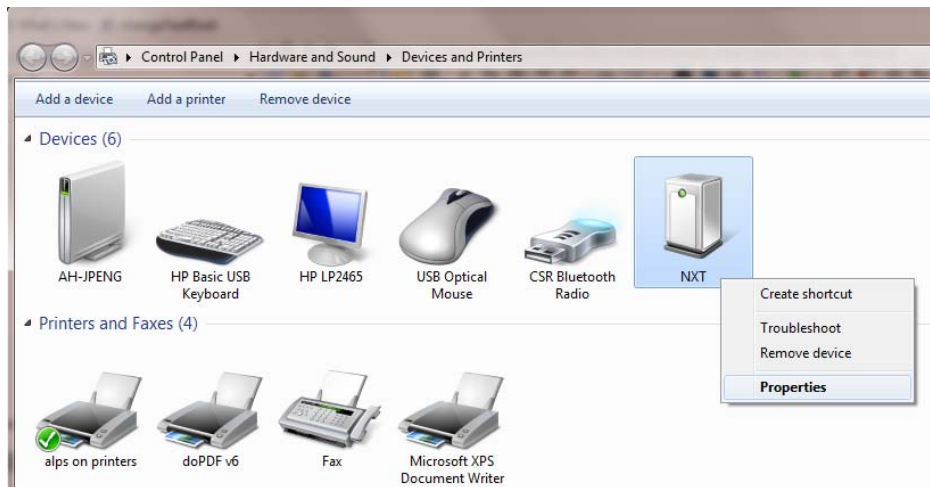 Control Panel Hardware and Sound Devices and Printers
Add a device Add a printer Remove device
Devices (6)
AH-JPENG
HP Basic USB
Keyboard
HP LP2465
USB Optical
Mouse
CSR Bluetooth
Radio
NXT
Create shortcut
Troubleshoot
Remove device
Properties
Printers and Faxes (4)
alps on printers
doPDF v6
Fax
Microsoft XPS
Document Writer